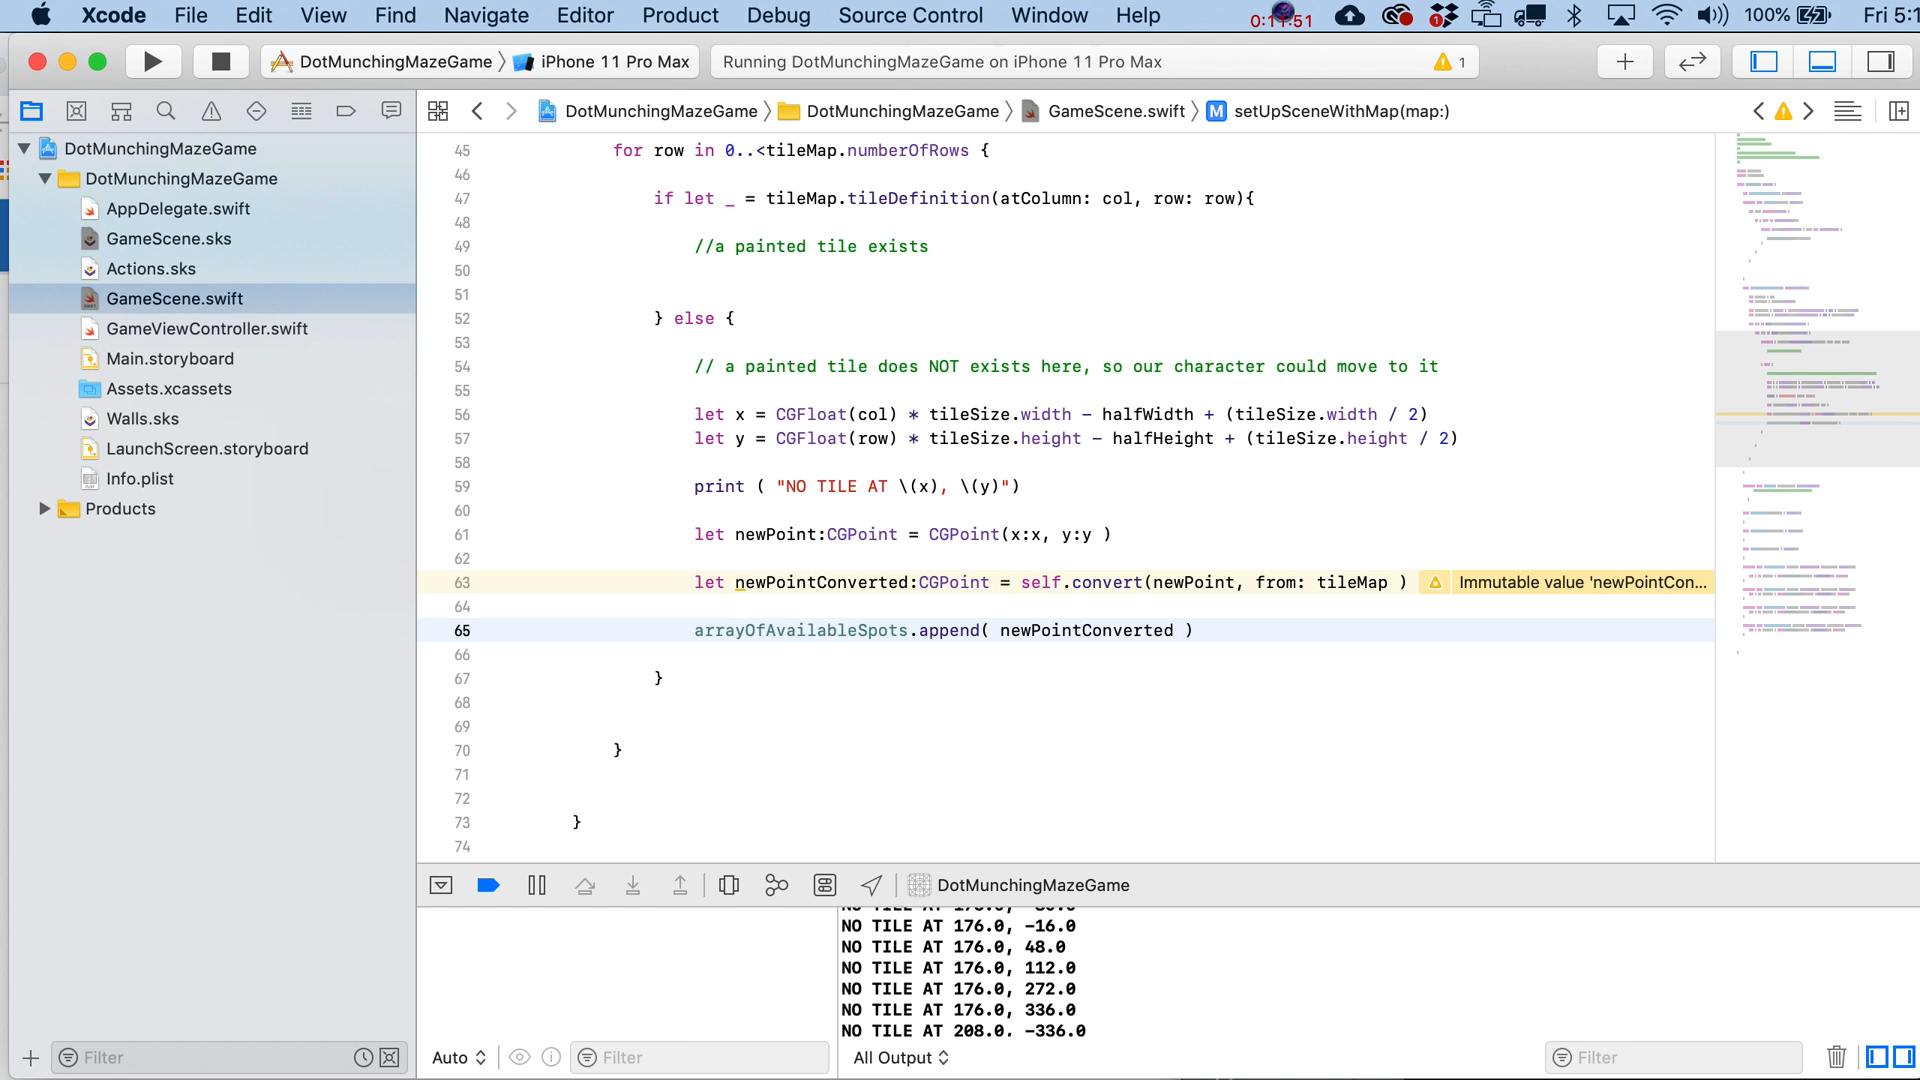 Xcode File Edit View Find Navigate Editor Product Debug Source Control Window Help 0:11:51 1 100% Fri 5:1
DotMunchingMazeGame iPhone 11 Pro Max Running DotMunchingMazeGame on iPhone 11 Pro Max 1
DotMunchingMazeGame DotMunchingMazeGame GameScene.swift M setUpSceneWithMap(map:)
DotMunchingMazeGame
DotMunchingMazeGame
AppDelegate.swift
GameScene.sks
Actions.sks
GameScene.swift
GameViewController.swift
Main.storyboard
Assets.xcassets
Walls.sks
LaunchScreen.storyboard
Info.plist
Products
Filter
45 for row in 0..<tileMap.numberOfRows {
46
47 if let _ = tileMap.tileDefinition(atColumn: col, row: row){
48
49 //a painted tile exists
50
51
52 } else {
53
54 // a painted tile does NOT exists here, so our character could move to it
55
56 let x = CGFloat(col) * tileSize.width - halfWidth + (tileSize.width / 2)
57 let y = CGFloat(row) * tileSize.height - halfHeight + (tileSize.height / 2)
58
59 print ( "NO TILE AT \(x), \(y)")
60
61 let newPoint:CGPoint = CGPoint(x:x, y:y )
62
63 let newPointConverted:CGPoint = self.convert(newPoint, from: tileMap ) Immutable value 'newPointCon...
64
65 arrayOfAvailableSpots.append( newPointConverted )
66
67 }
68
69
70 }
71
72
73 }
74
DotMunchingMazeGame
NO TILE AT 176.0, -16.0
NO TILE AT 176.0, 48.0
NO TILE AT 176.0, 112.0
NO TILE AT 176.0, 272.0
NO TILE AT 176.0, 336.0
NO TILE AT 208.0, -336.0
Auto Filter All Output Filter